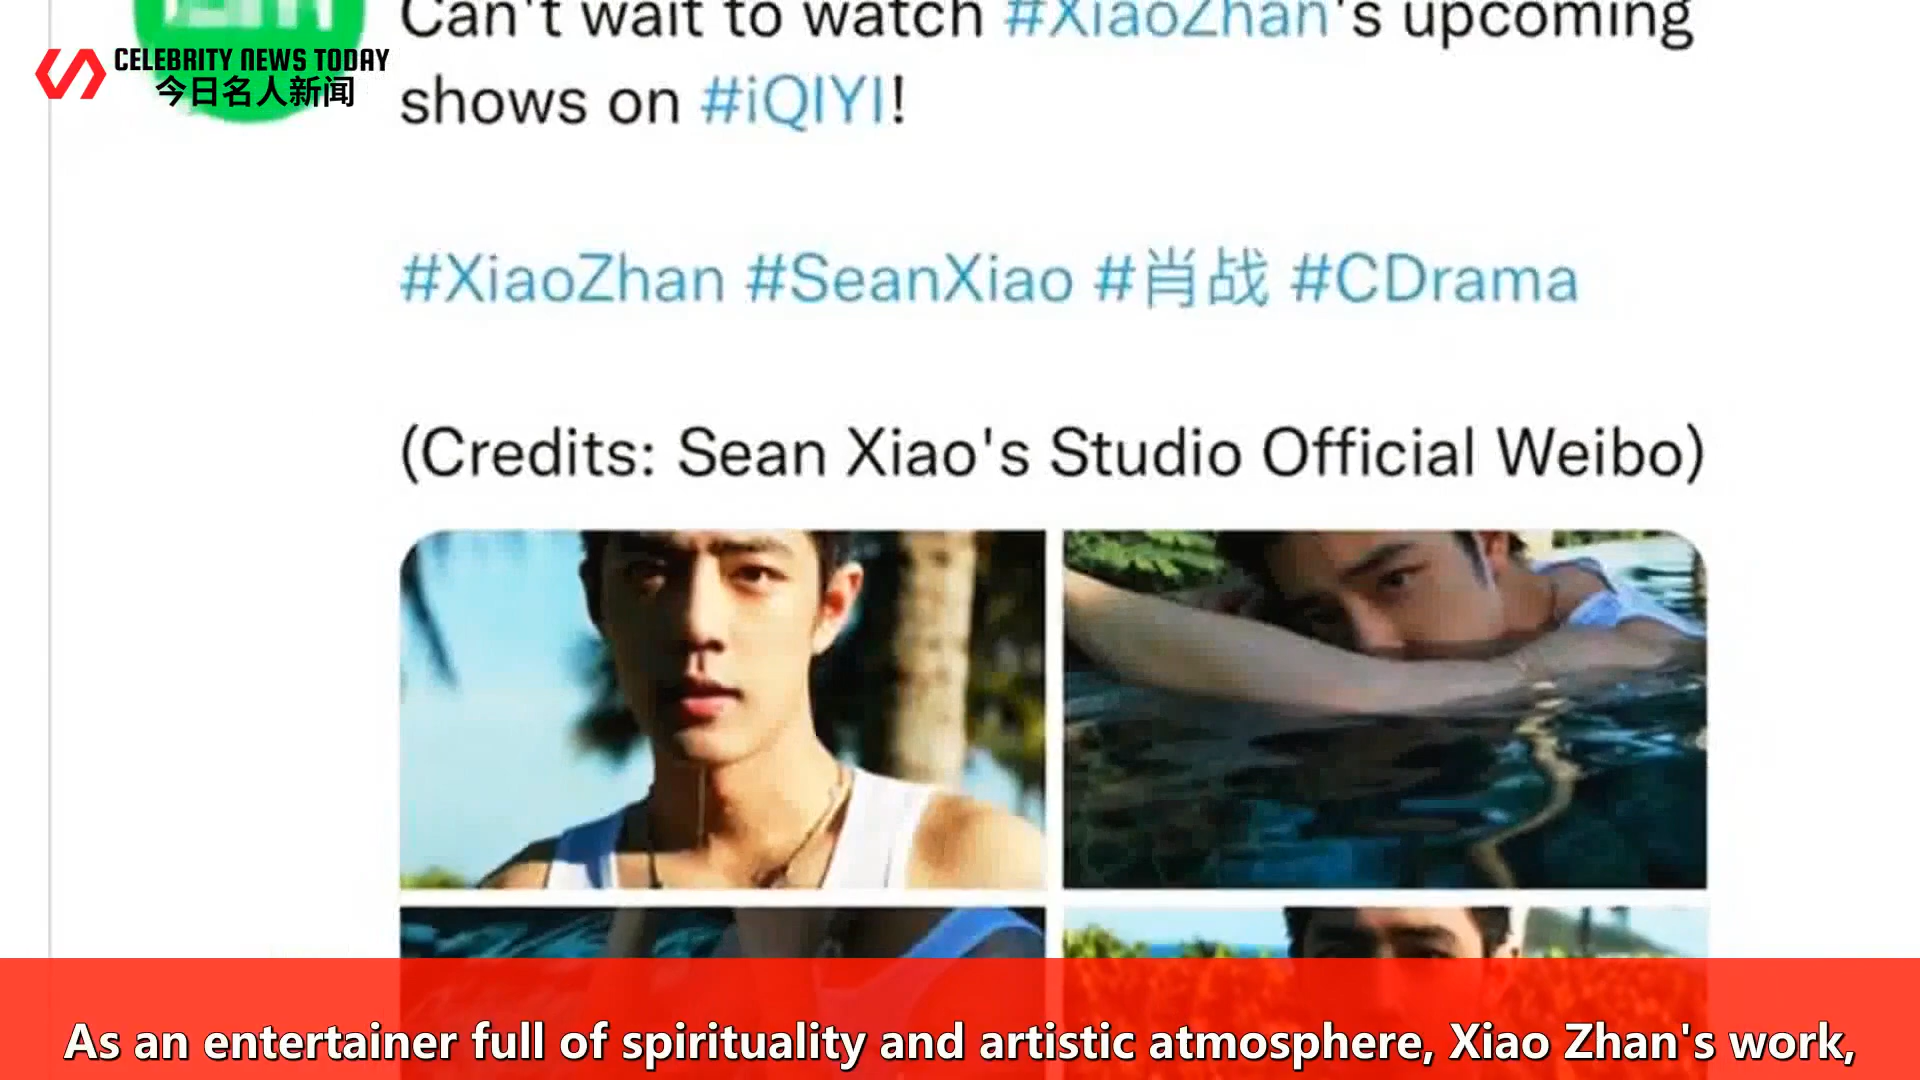 Can't wait to watch #XiaoZhan's upcoming
shows on #iQIYI!
CELEBRITY NEWS TODAY
今日名人新闻
#XiaoZhan #SeanXiao #肖战 #CDrama
(Credits: Sean Xiao's Studio Official Weibo)
As an entertainer full of spirituality and artistic atmosphere, Xiao Zhan's work,